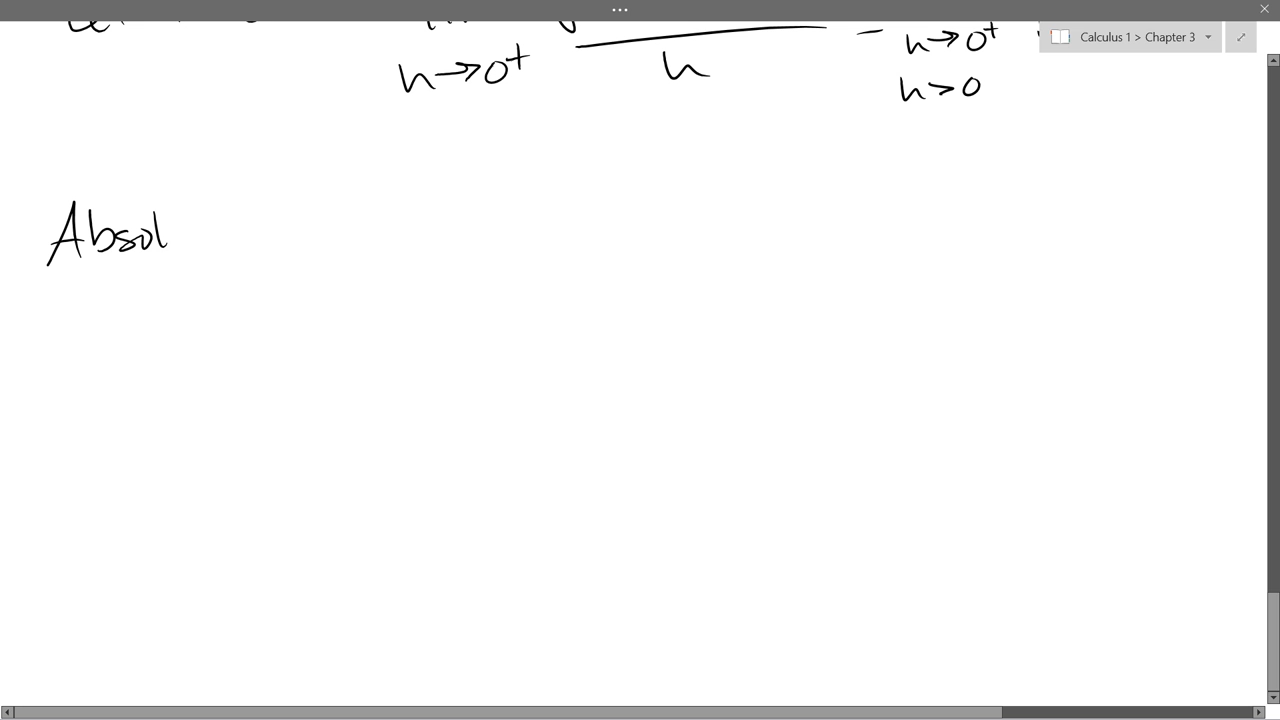 Calculus 1 > Chapter 3
h
h→0⁺
h→0⁺
h>0
Absol